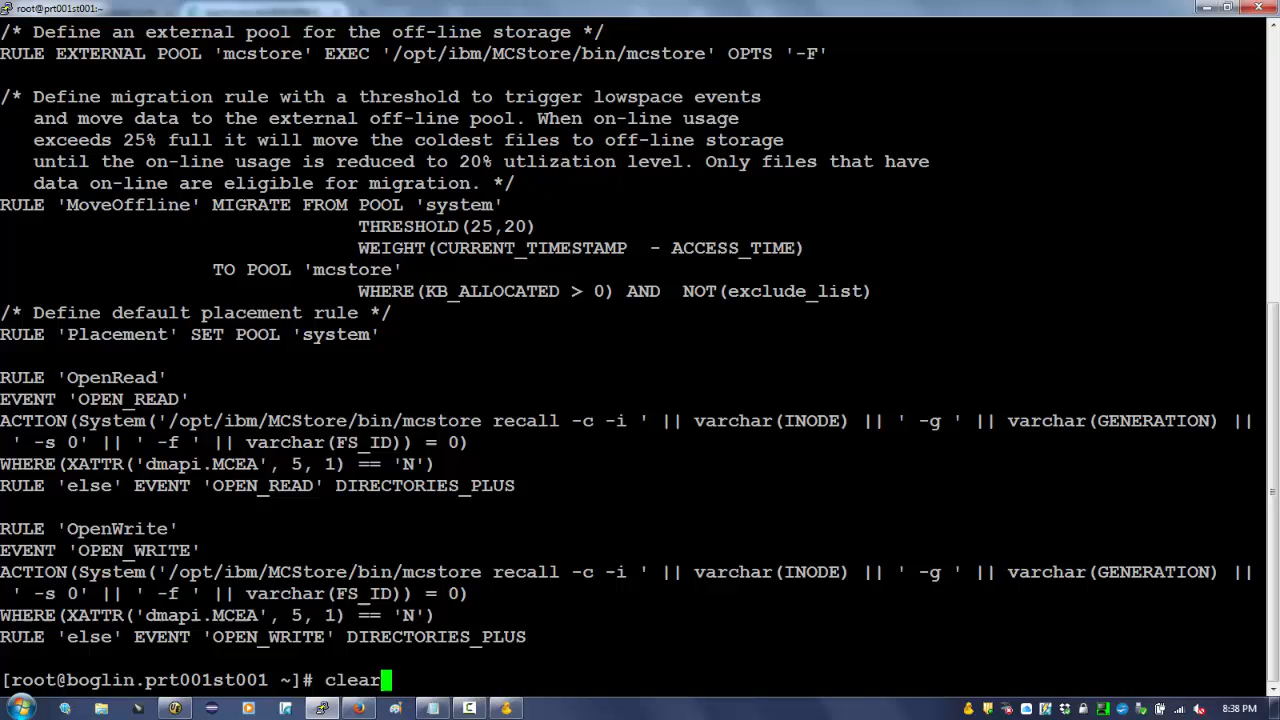 root@prt001st001:~
/* Define an external pool for the off-line storage */
RULE EXTERNAL POOL 'mcstore' EXEC '/opt/ibm/MCStore/bin/mcstore' OPTS '-F'
/* Define migration rule with a threshold to trigger lowspace events
and move data to the external off-line pool. When on-line usage
exceeds 25% full it will move the coldest files to off-line storage
until the on-line usage is reduced to 20% utlization level. Only files that have
data on-line are eligible for migration. */
RULE 'MoveOffline' MIGRATE FROM POOL 'system'
THRESHOLD(25,20)
WEIGHT(CURRENT_TIMESTAMP - ACCESS_TIME)
TO POOL 'mcstore'
WHERE(KB_ALLOCATED > 0) AND NOT(exclude_list)
/* Define default placement rule */
RULE 'Placement' SET POOL 'system'
RULE 'OpenRead'
EVENT 'OPEN_READ'
ACTION(System('/opt/ibm/MCStore/bin/mcstore recall -c -i ' || varchar(INODE) || ' -g ' || varchar(GENERATION) ||
' -s 0' || ' -f ' || varchar(FS_ID)) = 0)
WHERE(XATTR('dmapi.MCEA', 5, 1) == 'N')
RULE 'else' EVENT 'OPEN_READ' DIRECTORIES_PLUS
RULE 'OpenWrite'
EVENT 'OPEN_WRITE'
ACTION(System('/opt/ibm/MCStore/bin/mcstore recall -c -i ' || varchar(INODE) || ' -g ' || varchar(GENERATION) ||
' -s 0' || ' -f ' || varchar(FS_ID)) = 0)
WHERE(XATTR('dmapi.MCEA', 5, 1) == 'N')
RULE 'else' EVENT 'OPEN_WRITE' DIRECTORIES_PLUS
[root@boglin.prt001st001 ~]# clear
8:38 PM